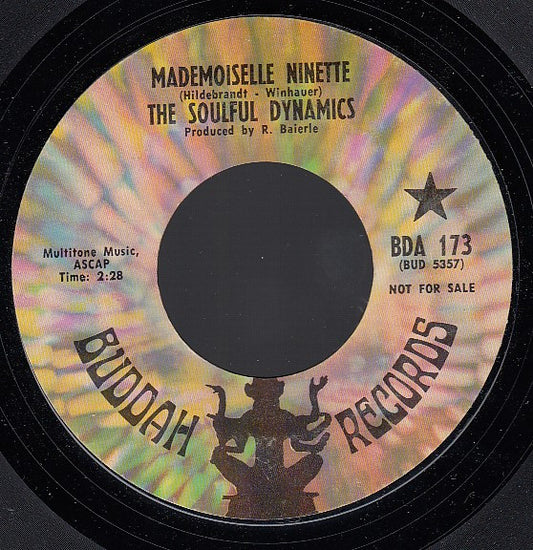 MADEMOISELLE NINETTE
(Hildebrandt - Winhauer)
THE SOULFUL DYNAMICS
Produced by R. Baierle
Multitone Music,
ASCAP
Time: 2:28
BDA 173
(BUD 5357)
NOT FOR SALE
BUDDAH RECORDS